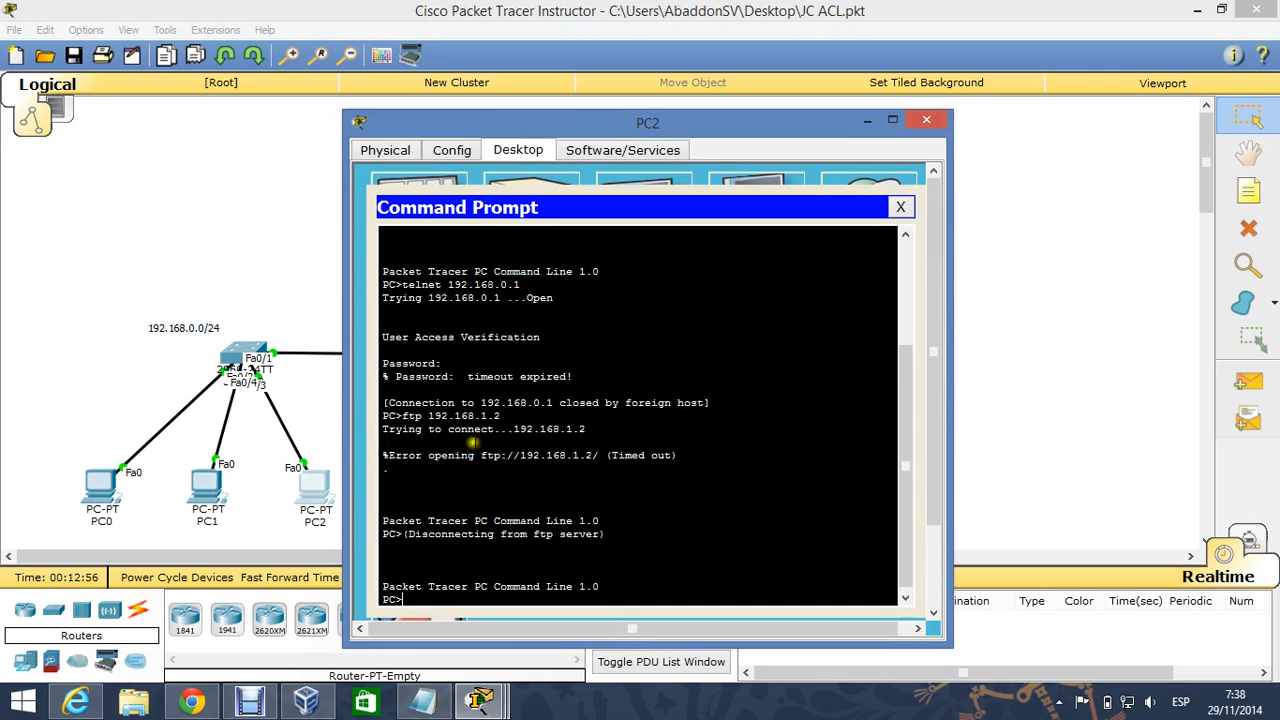 Cisco Packet Tracer Instructor - C:\Users\AbaddonSV\Desktop\JC ACL.pkt
File Edit Options View Tools Extensions Help
Logical [Root] New Cluster Move Object Set Tiled Background Viewport
PC2
Physical Config Desktop Software/Services
Command Prompt X
Packet Tracer PC Command Line 1.0
PC>telnet 192.168.0.1
Trying 192.168.0.1 ...Open
User Access Verification
Password:
% Password:  timeout expired!
[Connection to 192.168.0.1 closed by foreign host]
PC>ftp 192.168.1.2
Trying to connect...192.168.1.2
%Error opening ftp://192.168.1.2/ (Timed out)
.
Packet Tracer PC Command Line 1.0
PC>(Disconnecting from ftp server)
Packet Tracer PC Command Line 1.0
PC>
192.168.0.0/24
Fa0/1
Fa0/4
Fa0 Fa0 Fa0
PC-PT PC-PT PC-PT
PC0 PC1 PC2
Time: 00:12:56 Power Cycle Devices Fast Forward Time
Realtime
Routers
1841 1941 2620XM 2621XM
Router-PT-Empty
Toggle PDU List Window
ination Type Color Time(sec) Periodic Num
ESP
7:38
29/11/2014